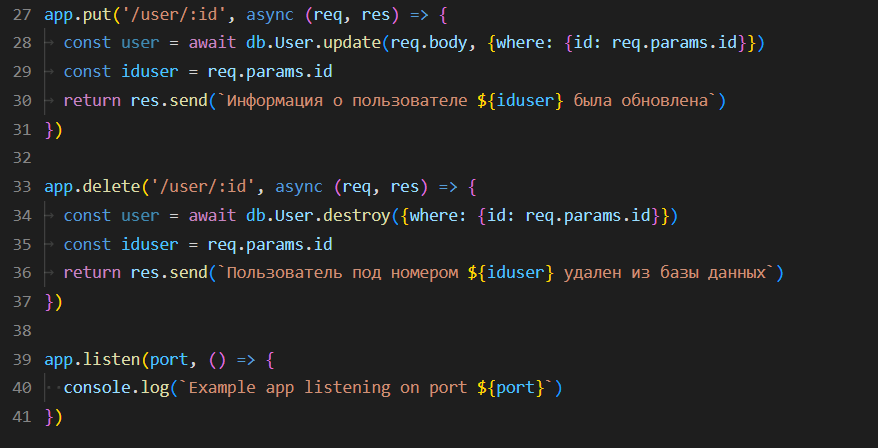 27 app.put('/user/:id', async (req, res) => {
28 const user = await db.User.update(req.body, {where: {id: req.params.id}})
29 const iduser = req.params.id
30 return res.send(`Информация о пользователе ${iduser} была обновлена`)
31 })
32
33 app.delete('/user/:id', async (req, res) => {
34 const user = await db.User.destroy({where: {id: req.params.id}})
35 const iduser = req.params.id
36 return res.send(`Пользователь под номером ${iduser} удален из базы данных`)
37 })
38
39 app.listen(port, () => {
40 console.log(`Example app listening on port ${port}`)
41 })